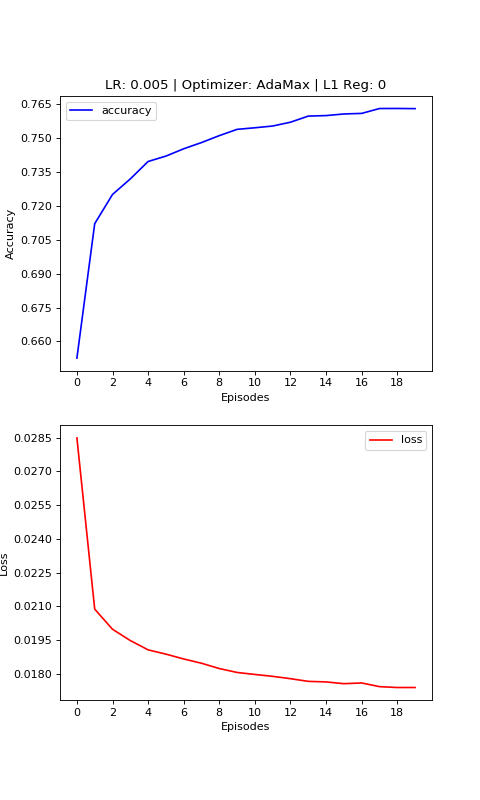 LR: 0.005 | Optimizer: AdaMax | L1 Reg: 0
accuracy
0.765
0.750
0.735
0.720
0.705
0.690
0.675
0.660
Accuracy
0 2 4 6 8 10 12 14 16 18
Episodes
loss
0.0285
0.0270
0.0255
0.0240
0.0225
0.0210
0.0195
0.0180
Loss
0 2 4 6 8 10 12 14 16 18
Episodes